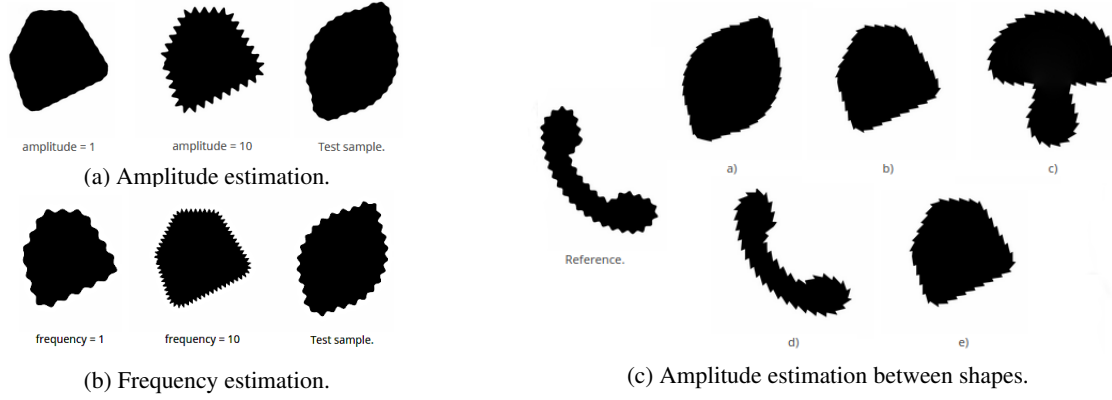 amplitude = 1
amplitude = 10
Test sample.
(a) Amplitude estimation.
frequency = 1
frequency = 10
Test sample.
(b) Frequency estimation.
Reference.
a)
b)
c)
d)
e)
(c) Amplitude estimation between shapes.